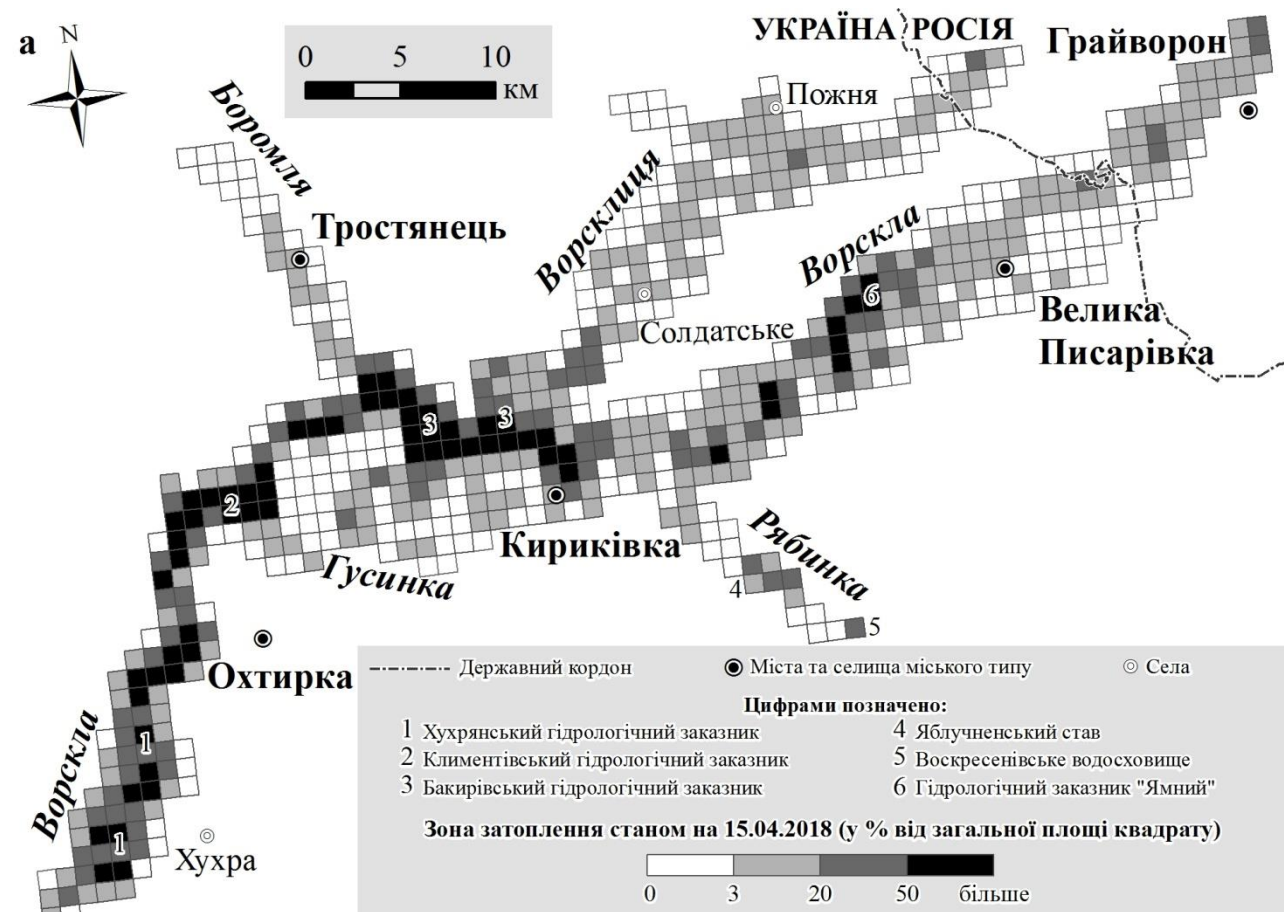 а
N
0 5 10
км
УКРАЇНА РОСІЯ
Грайворон
Пожня
Боромля
Тростянець
Ворсклиця
Ворскла
6
Солдатське
Велика
Писарівка
3
3
2
Кириківка
Гусинка
Рябинка
4
5
Охтирка
Ворскла
1
1
Хухра
Державний кордон
Міста та селища міського типу
Села
Цифрами позначено:
1 Хухрянський гідрологічний заказник
4 Яблучненський став
2 Климентівський гідрологічний заказник
5 Воскресенівське водосховище
3 Бакирівський гідрологічний заказник
6 Гідрологічний заказник "Ямний"
Зона затоплення станом на 15.04.2018 (у % від загальної площі квадрату)
0 3 20 50 більше